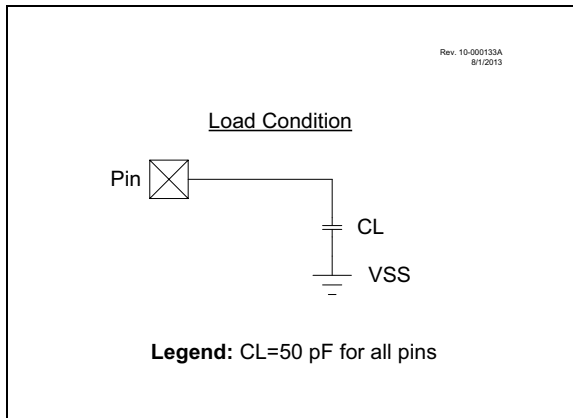 Rev. 10-000133A
8/1/2013
Load Condition
Pin
CL
VSS
Legend: CL=50 pF for all pins